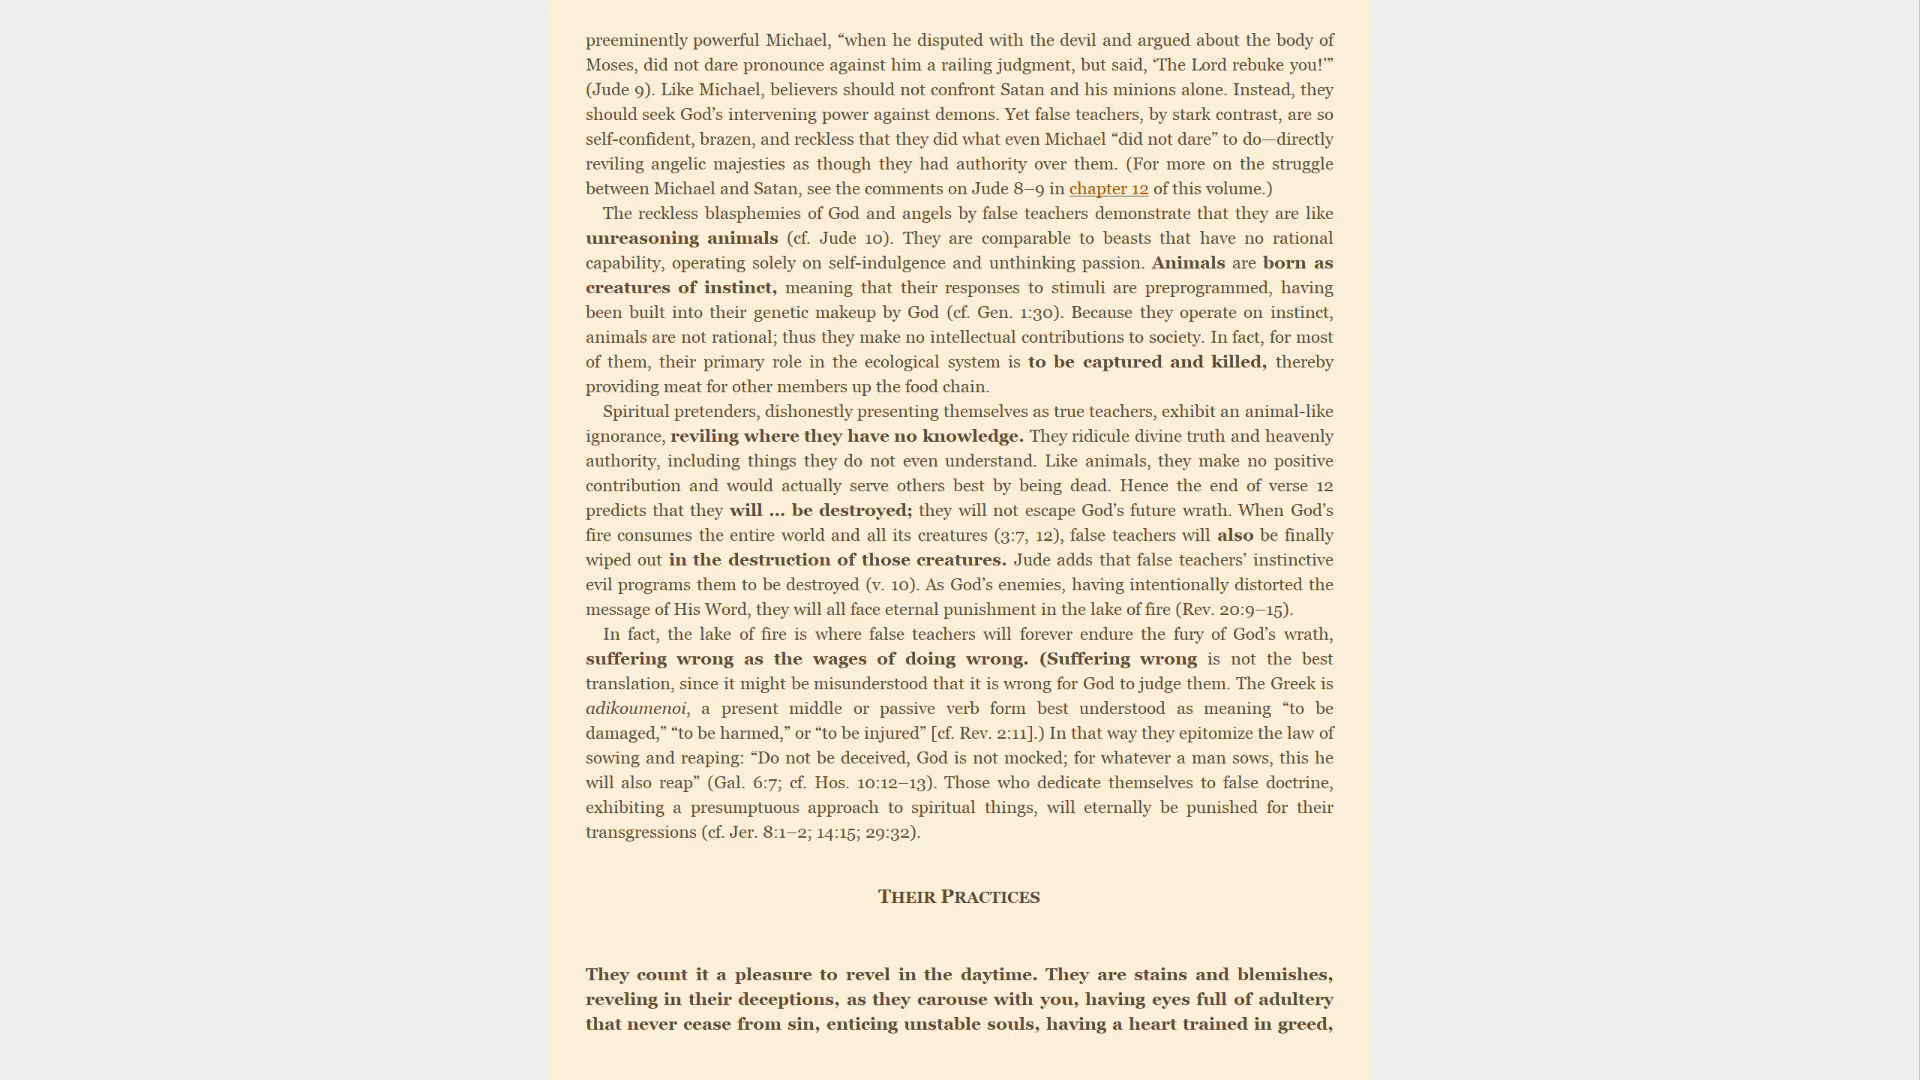 preeminently powerful Michael, “when he disputed with the devil and argued about the body of
Moses, did not dare pronounce against him a railing judgment, but said, ‘The Lord rebuke you!’”
(Jude 9). Like Michael, believers should not confront Satan and his minions alone. Instead, they
should seek God’s intervening power against demons. Yet false teachers, by stark contrast, are so
self-confident, brazen, and reckless that they did what even Michael “did not dare” to do—directly
reviling angelic majesties as though they had authority over them. (For more on the struggle
between Michael and Satan, see the comments on Jude 8–9 in chapter 12 of this volume.)
The reckless blasphemies of God and angels by false teachers demonstrate that they are like
unreasoning animals (cf. Jude 10). They are comparable to beasts that have no rational
capability, operating solely on self-indulgence and unthinking passion. Animals are born as
creatures of instinct, meaning that their responses to stimuli are preprogrammed, having
been built into their genetic makeup by God (cf. Gen. 1:30). Because they operate on instinct,
animals are not rational; thus they make no intellectual contributions to society. In fact, for most
of them, their primary role in the ecological system is to be captured and killed, thereby
providing meat for other members up the food chain.
Spiritual pretenders, dishonestly presenting themselves as true teachers, exhibit an animal-like
ignorance, reviling where they have no knowledge. They ridicule divine truth and heavenly
authority, including things they do not even understand. Like animals, they make no positive
contribution and would actually serve others best by being dead. Hence the end of verse 12
predicts that they will ... be destroyed; they will not escape God’s future wrath. When God’s
fire consumes the entire world and all its creatures (3:7, 12), false teachers will also be finally
wiped out in the destruction of those creatures. Jude adds that false teachers’ instinctive
evil programs them to be destroyed (v. 10). As God’s enemies, having intentionally distorted the
message of His Word, they will all face eternal punishment in the lake of fire (Rev. 20:9–15).
In fact, the lake of fire is where false teachers will forever endure the fury of God’s wrath,
suffering wrong as the wages of doing wrong. (Suffering wrong is not the best
translation, since it might be misunderstood that it is wrong for God to judge them. The Greek is
adikoumenoi, a present middle or passive verb form best understood as meaning “to be
damaged,” “to be harmed,” or “to be injured” [cf. Rev. 2:11].) In that way they epitomize the law of
sowing and reaping: “Do not be deceived, God is not mocked; for whatever a man sows, this he
will also reap” (Gal. 6:7; cf. Hos. 10:12–13). Those who dedicate themselves to false doctrine,
exhibiting a presumptuous approach to spiritual things, will eternally be punished for their
transgressions (cf. Jer. 8:1–2; 14:15; 29:32).
THEIR PRACTICES
They count it a pleasure to revel in the daytime. They are stains and blemishes,
reveling in their deceptions, as they carouse with you, having eyes full of adultery
that never cease from sin, enticing unstable souls, having a heart trained in greed,